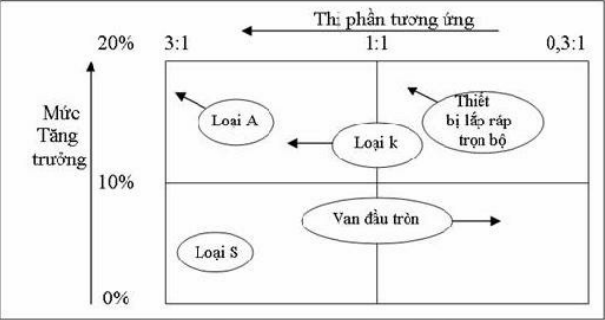 Thị phần tương ứng
20%
3:1
1:1
0,3:1
Mức
Tăng
trưởng
Loại A
Loại k
Thiết
bị lắp ráp
trọn bộ
10%
Van đầu tròn
Loại S
0%